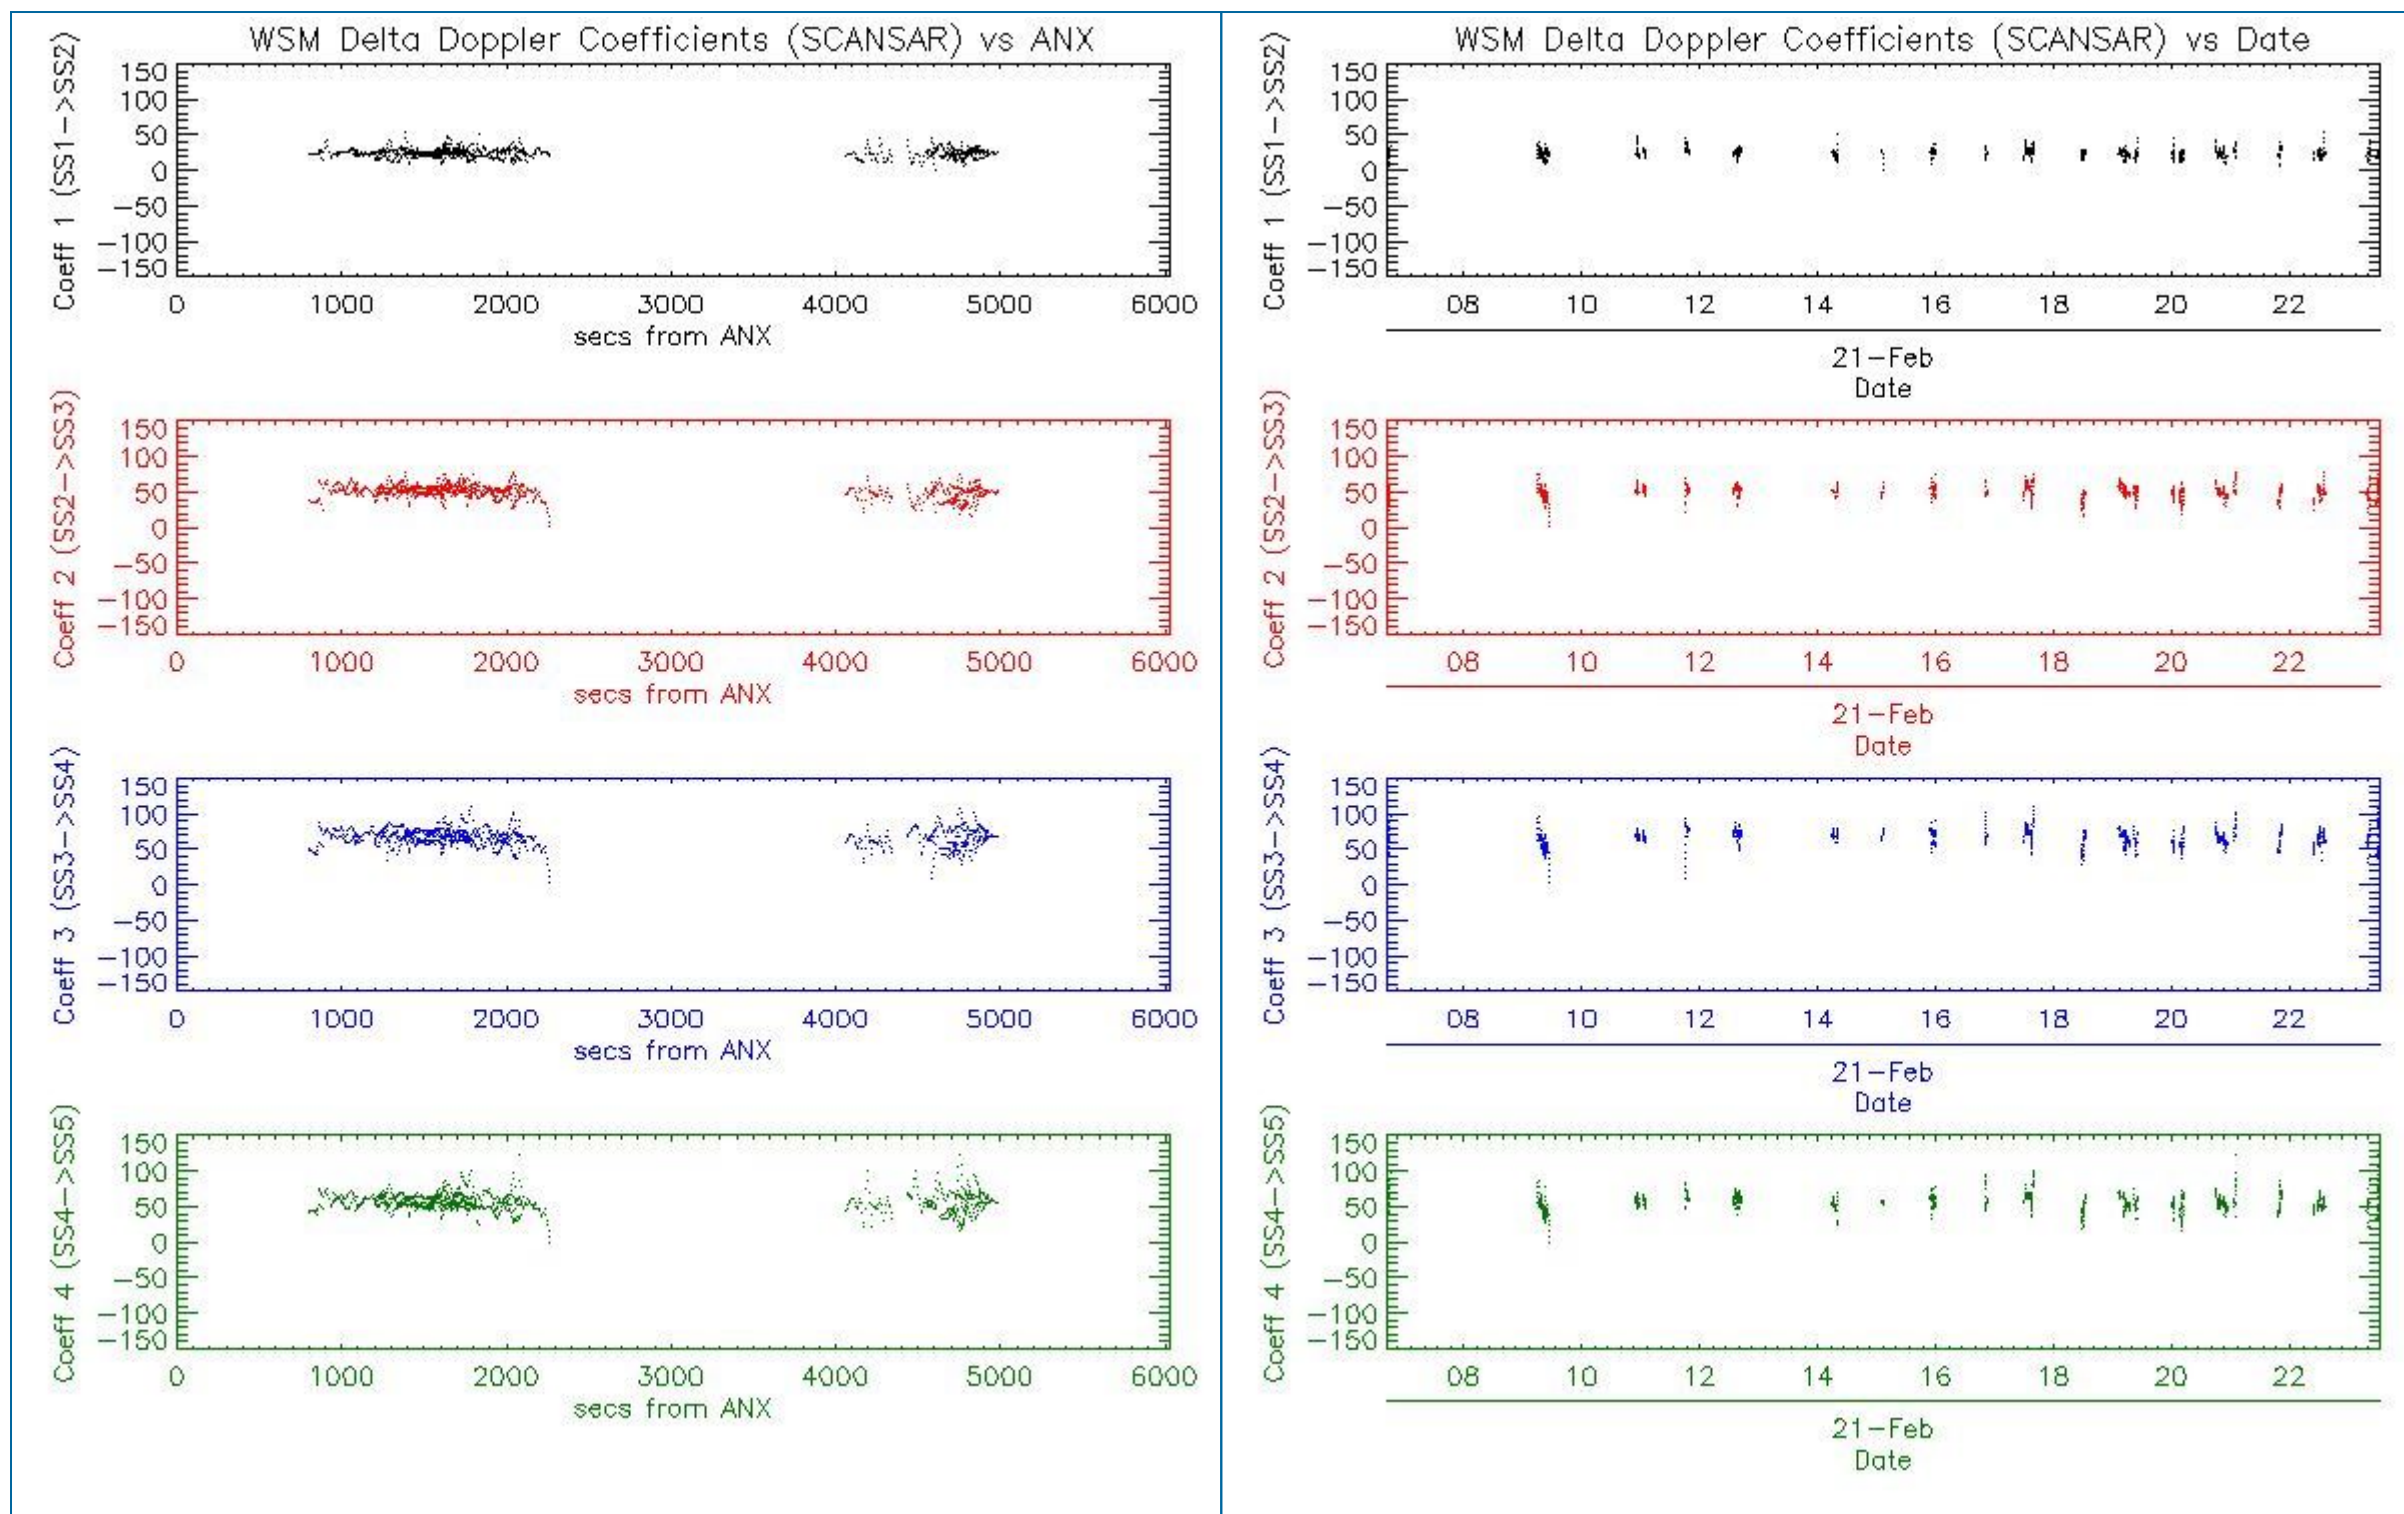 WSM Delta Doppler Coefficients (SCANSAR) vs ANX
Coeff 1 (SS1->SS2)
150
100
50
0
-50
-100
-150
0 1000 2000 3000 4000 5000 6000
secs from ANX
Coeff 2 (SS2->SS3)
150
100
50
0
-50
-100
-150
0 1000 2000 3000 4000 5000 6000
secs from ANX
Coeff 3 (SS3->SS4)
150
100
50
0
-50
-100
-150
0 1000 2000 3000 4000 5000 6000
secs from ANX
Coeff 4 (SS4->SS5)
150
100
50
0
-50
-100
-150
0 1000 2000 3000 4000 5000 6000
secs from ANX
WSM Delta Doppler Coefficients (SCANSAR) vs Date
Coeff 1 (SS1->SS2)
150
100
50
0
-50
-100
-150
08 10 12 14 16 18 20 22
21-Feb
Date
Coeff 2 (SS2->SS3)
150
100
50
0
-50
-100
-150
08 10 12 14 16 18 20 22
21-Feb
Date
Coeff 3 (SS3->SS4)
150
100
50
0
-50
-100
-150
08 10 12 14 16 18 20 22
21-Feb
Date
Coeff 4 (SS4->SS5)
150
100
50
0
-50
-100
-150
08 10 12 14 16 18 20 22
21-Feb
Date